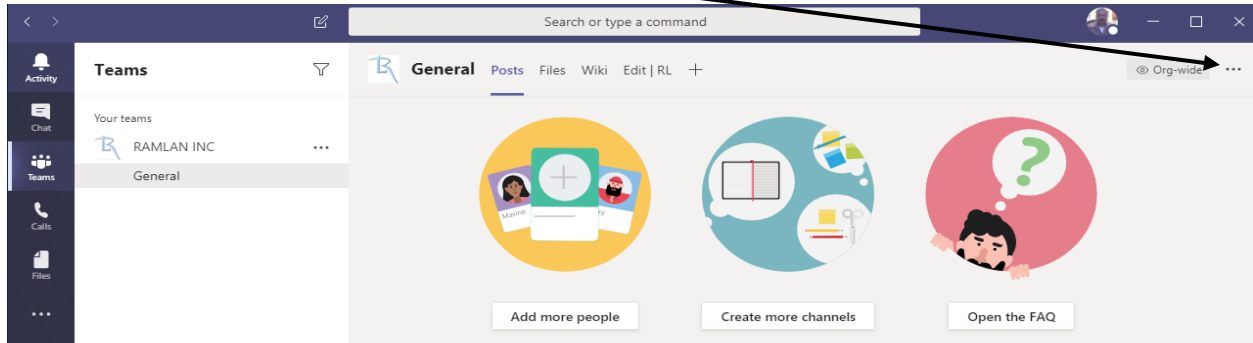 Search or type a command
Activity
Chat
Teams
Calls
Files
Teams
Your teams
RAMLAN INC
General
General Posts Files Wiki Edit | RL
Org-wide
Maxine
Add more people
Create more channels
Open the FAQ